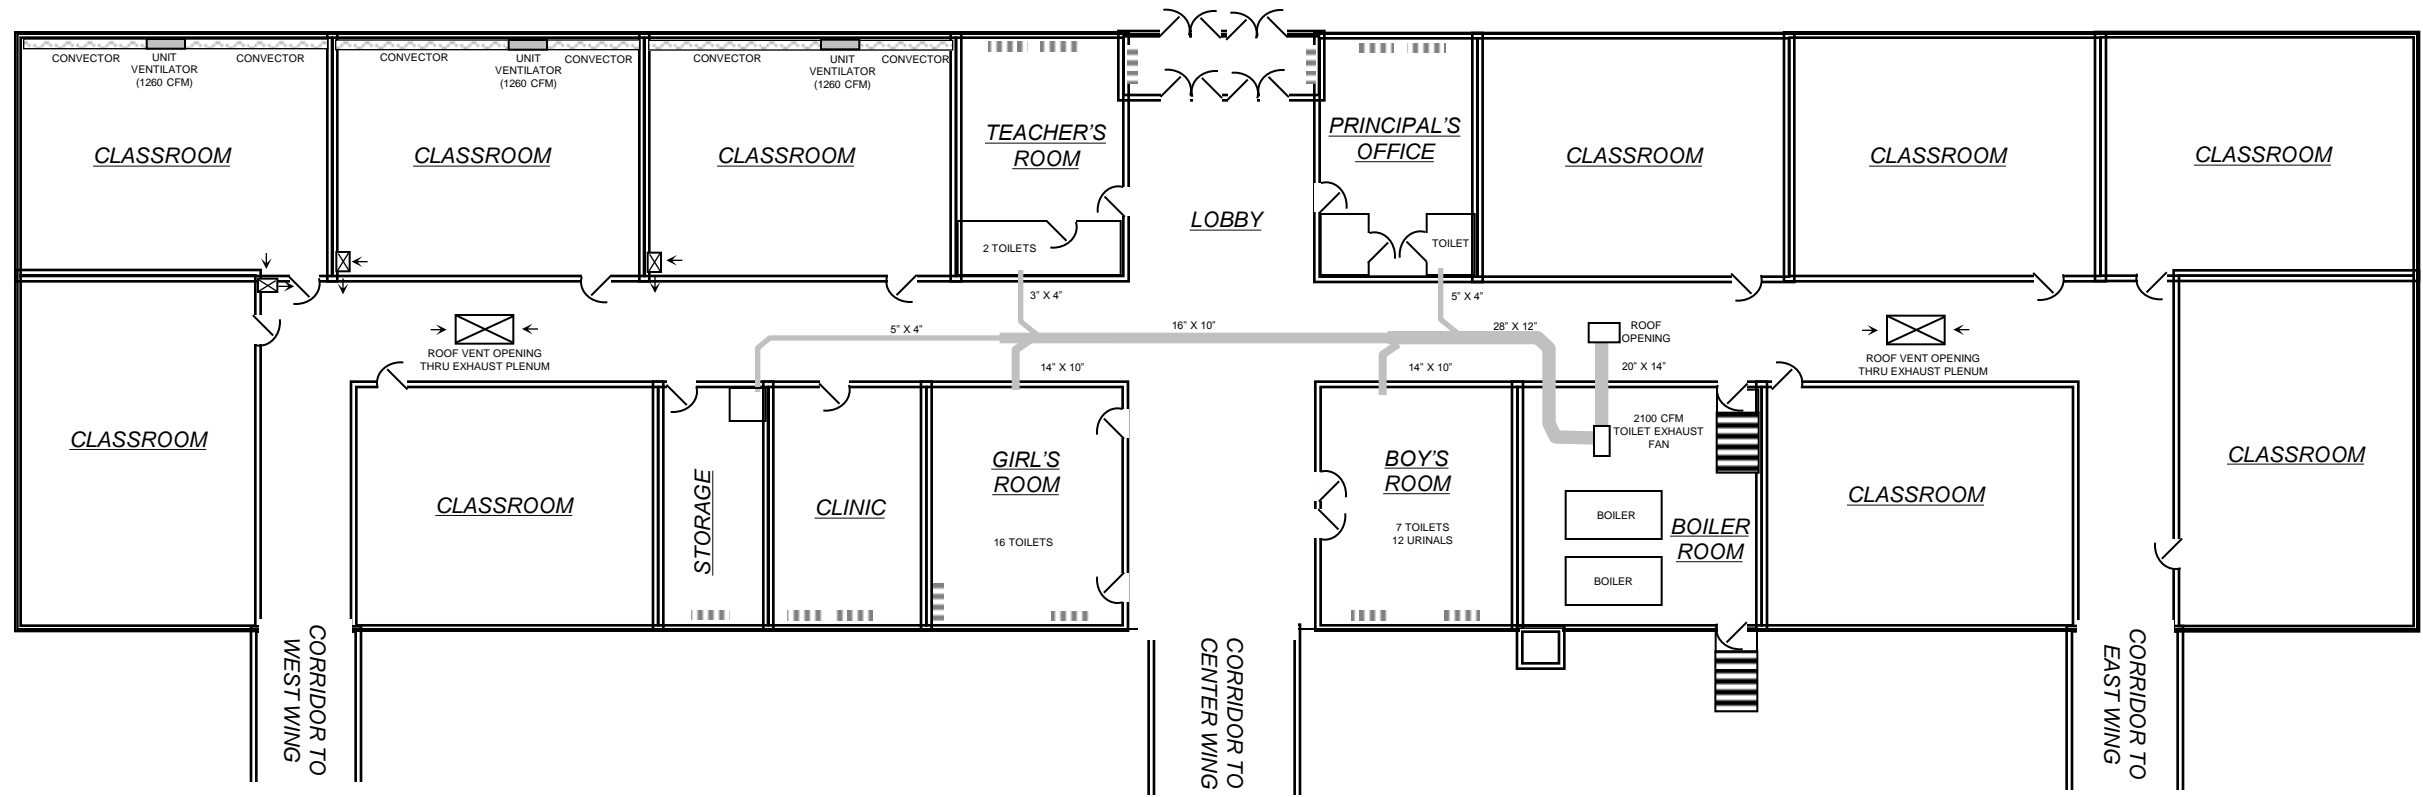 CONVECTOR
UNIT
VENTILATOR
(1260 CFM)
CONVECTOR
CONVECTOR
UNIT
VENTILATOR
(1260 CFM)
CONVECTOR
CONVECTOR
UNIT
VENTILATOR
(1260 CFM)
CONVECTOR
CLASSROOM
CLASSROOM
CLASSROOM
TEACHER’S
ROOM
PRINCIPAL’S
OFFICE
CLASSROOM
CLASSROOM
CLASSROOM
LOBBY
2 TOILETS
TOILET
3” X 4”
5” X 4”
5” X 4”
16” X 10”
28” X 12”
ROOF
OPENING
ROOF VENT OPENING
THRU EXHAUST PLENUM
ROOF VENT OPENING
THRU EXHAUST PLENUM
14” X 10”
14” X 10”
20” X 14”
2100 CFM
TOILET EXHAUST
FAN
CLASSROOM
CLASSROOM
STORAGE
CLINIC
GIRL’S
ROOM
16 TOILETS
BOY’S
ROOM
7 TOILETS
12 URINALS
BOILER
BOILER
BOILER
ROOM
CLASSROOM
CLASSROOM
CORRIDOR TO
WEST WING
CORRIDOR TO
CENTER WING
CORRIDOR TO
EAST WING